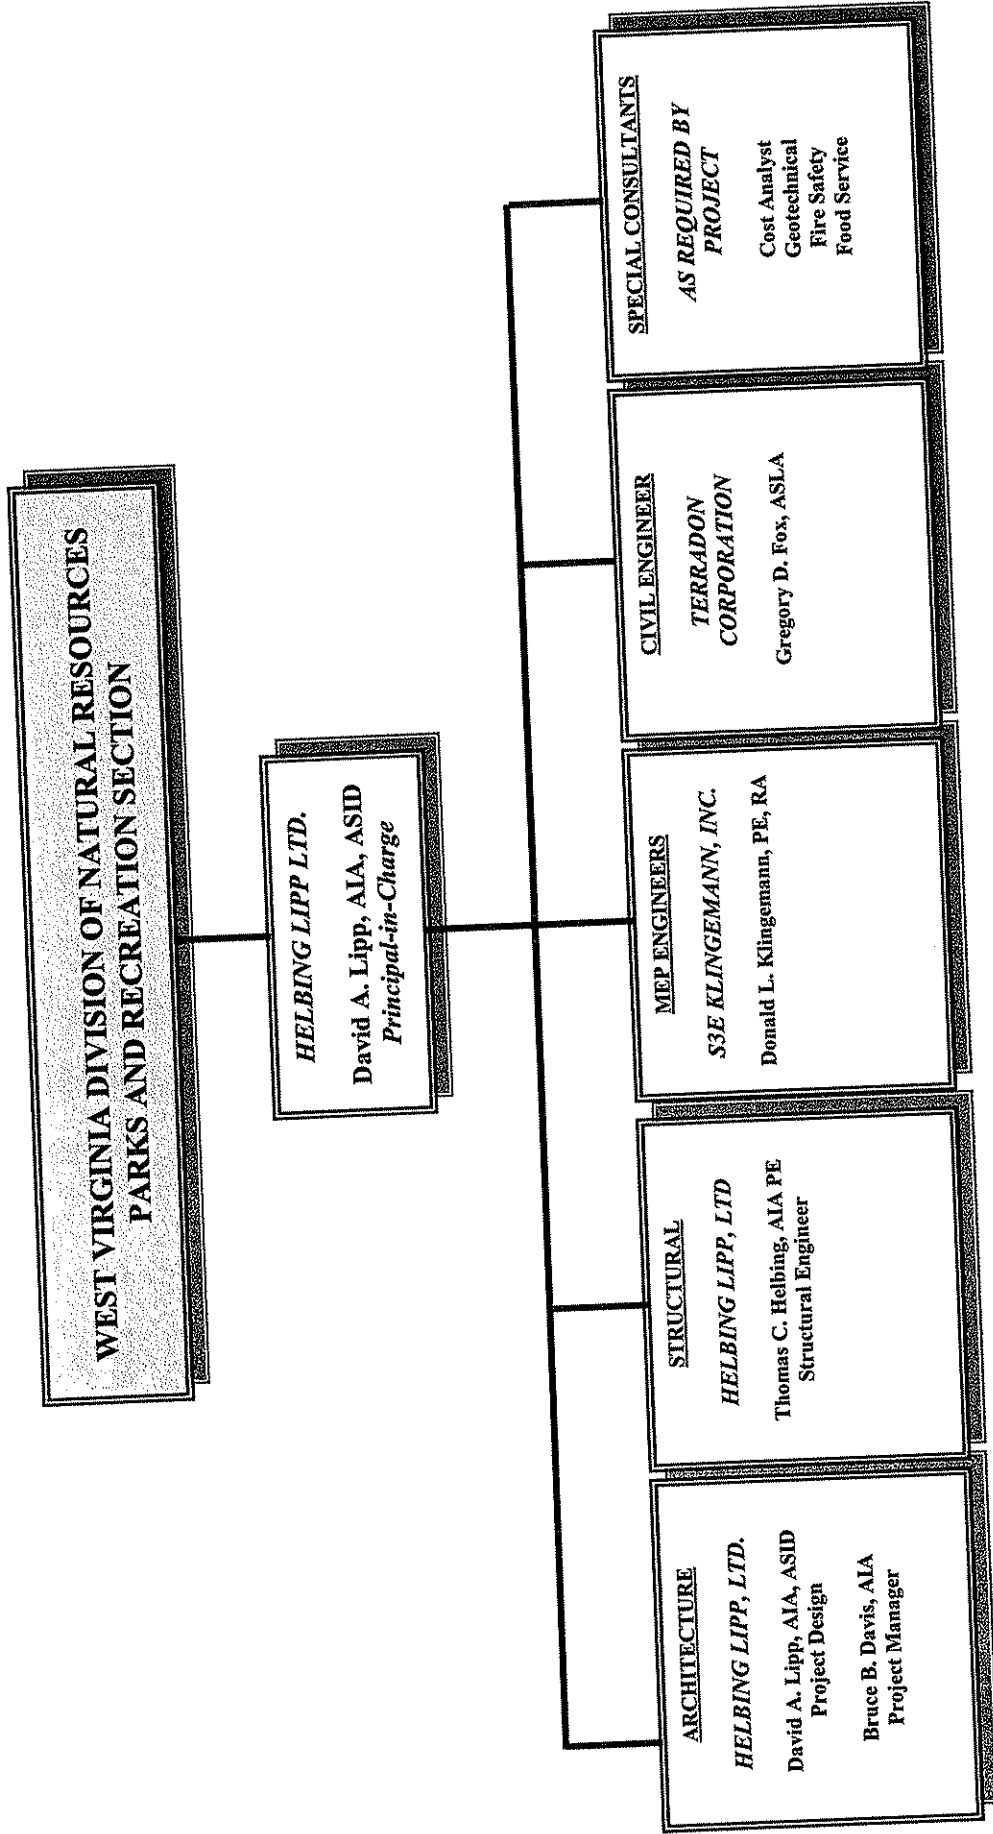 WEST VIRGINIA DIVISION OF NATURAL RESOURCES
PARKS AND RECREATION SECTION
HELBING LIPP LTD.
David A. Lipp, AIA, ASID
Principal-in-Charge
ARCHITECTURE
HELBING LIPP, LTD.
David A. Lipp, AIA, ASID
Project Design
Bruce B. Davis, AIA
Project Manager
STRUCTURAL
HELBING LIPP, LTD
Thomas C. Helbing, AIA PE
Structural Engineer
MEP ENGINEERS
S3E KLINGEMANN, INC.
Donald L. Klingemann, PE, RA
CIVIL ENGINEER
TERRADON
CORPORATION
Gregory D. Fox, ASLA
SPECIAL CONSULTANTS
AS REQUIRED BY
PROJECT
Cost Analyst
Geotechnical
Fire Safety
Food Service